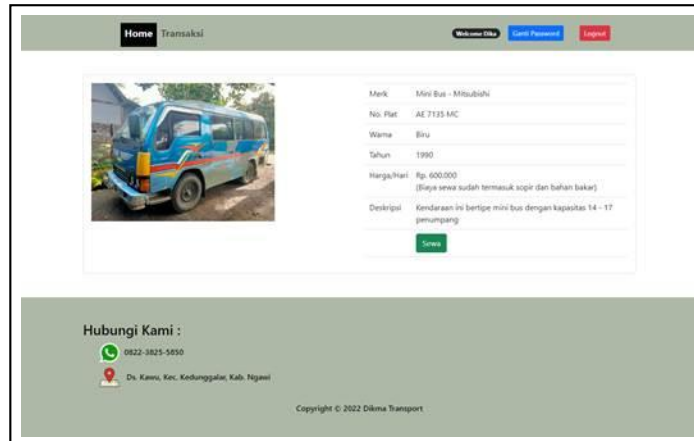 Home Transaksi Welcome Dika Ganti Password Logout
Merk Mini Bus - Mitsubishi
No. Plat AE 7135 MC
Warna Biru
Tahun 1990
Harga/Hari Rp. 600.000
(Biaya sewa sudah termasuk sopir dan bahan bakar)
Deskripsi Kendaraan ini bertipe mini bus dengan kapasitas 14 - 17
penumpang
Sewa
Hubungi Kami :
0822-3825-5850
Ds. Kawu, Kec. Kedunggalar, Kab. Ngawi
Copyright © 2022 Dikma Transport